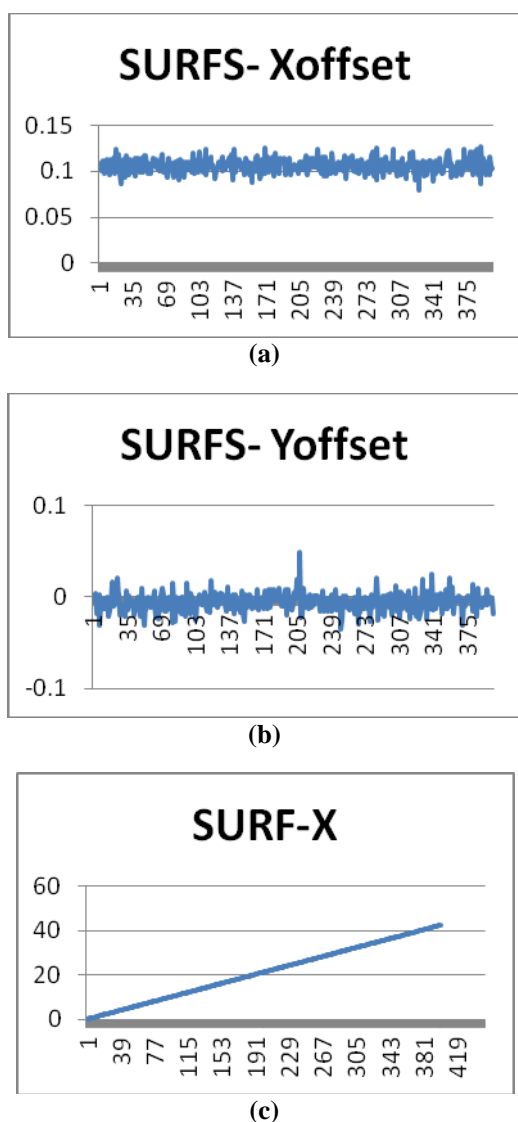 SURFS- Xoffset
0.15
0.1
0.05
0
1 35 69 103 137 171 205 239 273 307 341 375
(a)
SURFS- Yoffset
0.1
0
-0.1
1 35 69 103 137 171 205 239 273 307 341 375
(b)
SURF-X
60
40
20
0
1 39 77 115 153 191 229 267 305 343 381 419
(c)